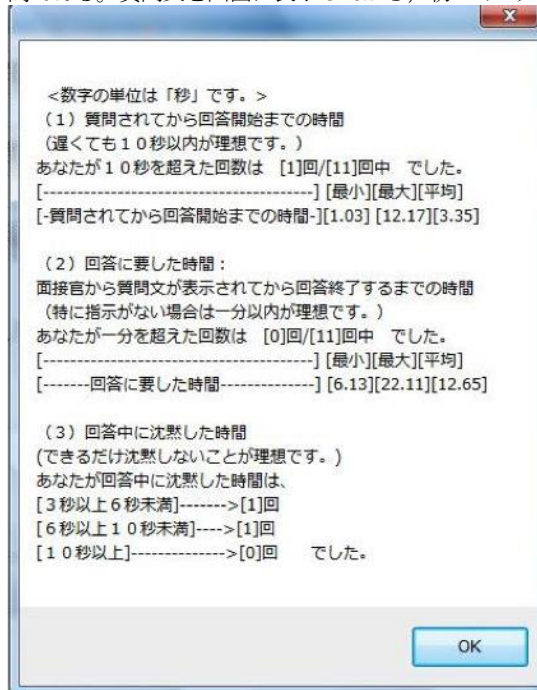 <数字の単位は「秒」です。>
(1)質問されてから回答開始までの時間
(遅くても10秒以内が理想です。)
あなたが10秒を超えた回数は [1]回/[11]回中 でした。
[----------------------------------------] [最小][最大][平均]
[-質問されてから回答開始までの時間-][1.03] [12.17][3.35]
(2)回答に要した時間:
面接官から質問文が表示されてから回答終了するまでの時間
(特に指示がない場合は一分以内が理想です。)
あなたが一分を超えた回数は [0]回/[11]回中 でした。
[----------------------------------------] [最小][最大][平均]
[-------回答に要した時間--------------] [6.13][22.11][12.65]
(3)回答中に沈黙した時間
(できるだけ沈黙しないことが理想です。)
あなたが回答中に沈黙した時間は、
[3秒以上6秒未満]------->[1]回
[6秒以上10秒未満]---->[1]回
[10秒以上]-------------->[0]回 でした。
OK